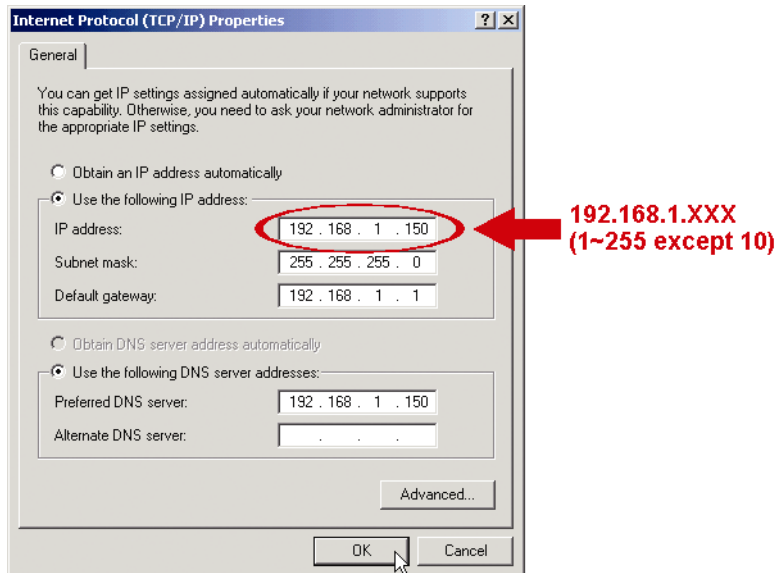 Internet Protocol (TCP/IP) Properties
General
You can get IP settings assigned automatically if your network supports
this capability. Otherwise, you need to ask your network administrator for
the appropriate IP settings.
Obtain an IP address automatically
Use the following IP address:
IP address: 192 . 168 . 1 . 150
Subnet mask: 255 . 255 . 255 . 0
Default gateway: 192 . 168 . 1 . 1
192.168.1.XXX
(1~255 except 10)
Obtain DNS server address automatically
Use the following DNS server addresses:
Preferred DNS server: 192 . 168 . 1 . 150
Alternate DNS server: . . .
Advanced...
OK
Cancel